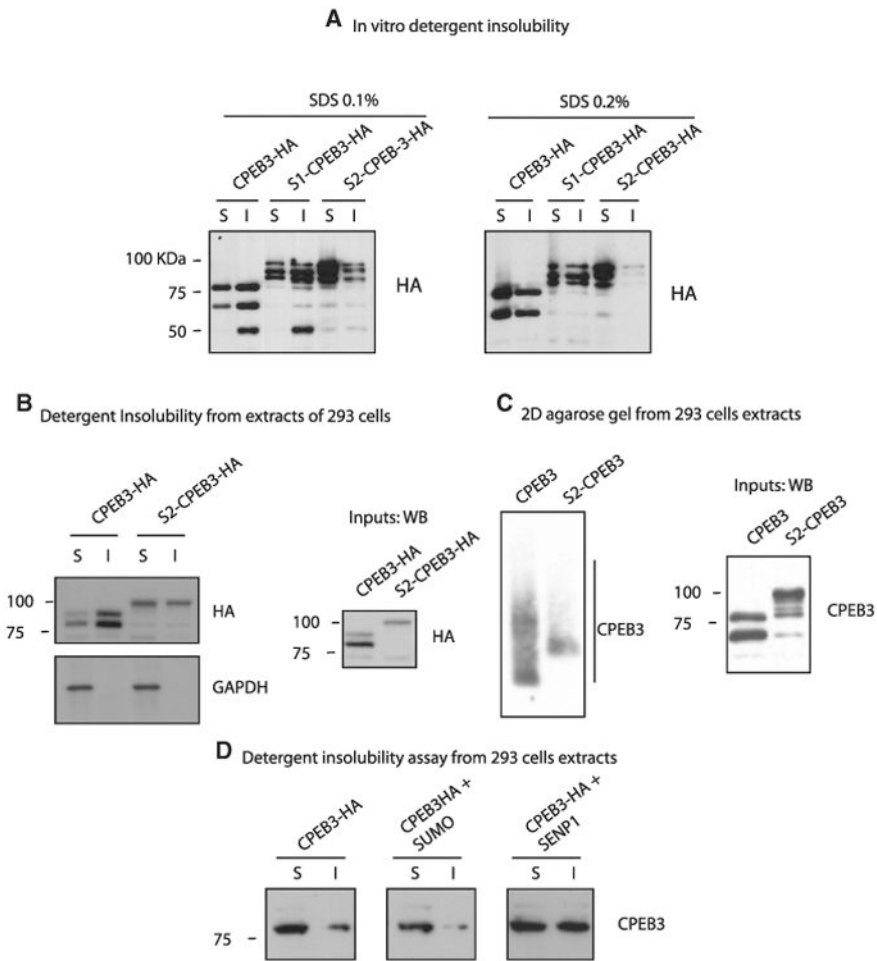 A In vitro detergent insolubility
SDS 0.1%
SDS 0.2%
CPEB3-HA
S1-CPEB3-HA
S2-CPEB-3-HA
CPEB3-HA
S1-CPEB3-HA
S2-CPEB3-HA
S I S I S I
S I S I S I
100 KDa
75
50
HA
HA
B Detergent Insolubility from extracts of 293 cells
CPEB3-HA
S2-CPEB3-HA
S I S I
100
75
HA
GAPDH
Inputs: WB
CPEB3-HA
S2-CPEB3-HA
100
75
HA
C 2D agarose gel from 293 cells extracts
CPEB3
S2-CPEB3
CPEB3
Inputs: WB
CPEB3
S2-CPEB3
100
75
CPEB3
D Detergent insolubility assay from 293 cells extracts
CPEB3-HA
CPEB3HA +
SUMO
CPEB3-HA +
SENP1
S I S I S I
75
CPEB3